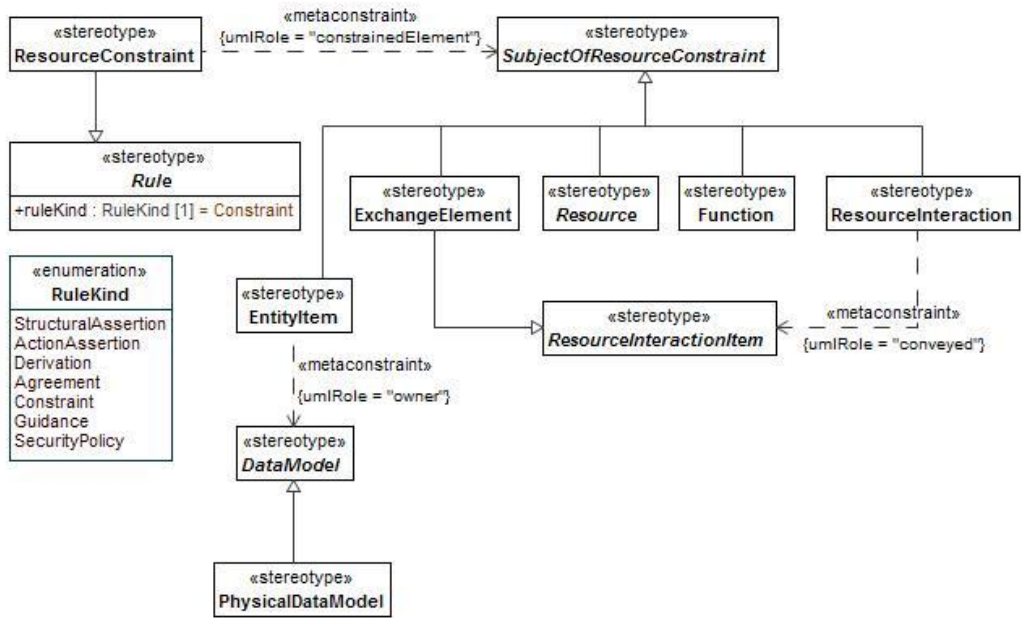 «stereotype»
ResourceConstraint
«metaconstraint»
{umlRole = "constrainedElement"}
«stereotype»
SubjectOfResourceConstraint
«stereotype»
Rule
+ruleKind : RuleKind [1] = Constraint
«stereotype»
ExchangeElement
«stereotype»
Resource
«stereotype»
Function
«stereotype»
ResourceInteraction
«enumeration»
RuleKind
StructuralAssertion
ActionAssertion
Derivation
Agreement
Constraint
Guidance
SecurityPolicy
«stereotype»
EntityItem
«stereotype»
ResourceInteractionItem
«metaconstraint»
{umlRole = "conveyed"}
«metaconstraint»
{umlRole = "owner"}
«stereotype»
DataModel
«stereotype»
PhysicalDataModel